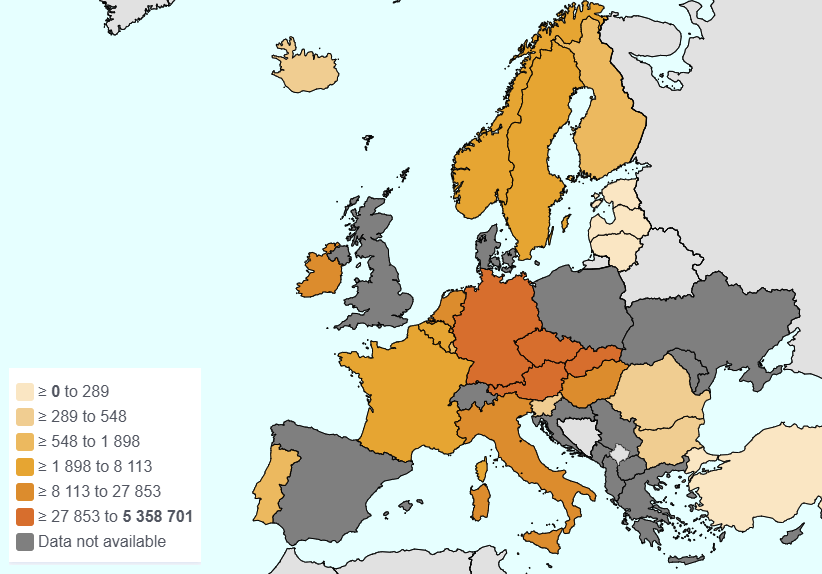 ≥ 0 to 289
≥ 289 to 548
≥ 548 to 1 898
≥ 1 898 to 8 113
≥ 8 113 to 27 853
≥ 27 853 to 5 358 701
Data not available